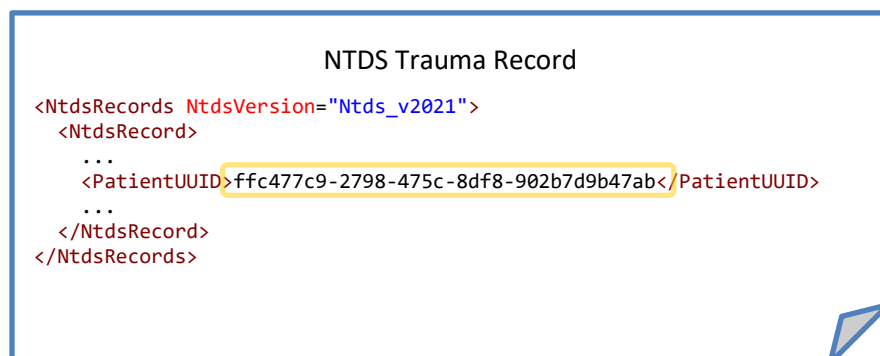 NTDS Trauma Record
<NtdsRecords NtdsVersion="Ntds_v2021">
<NtdsRecord>
...
<PatientUUID>ffc477c9-2798-475c-8df8-902b7d9b47ab</PatientUUID>
...
</NtdsRecord>
</NtdsRecords>